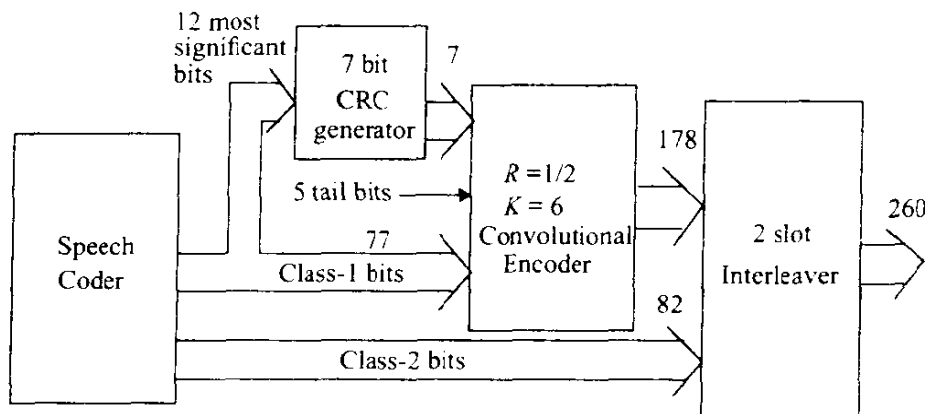 12 most
significant
bits
7 bit
CRC
generator
7
5 tail bits
R = 1/2
K = 6
Convolutional
Encoder
178
Speech
Coder
77
Class-1 bits
82
Class-2 bits
2 slot
Interleaver
260